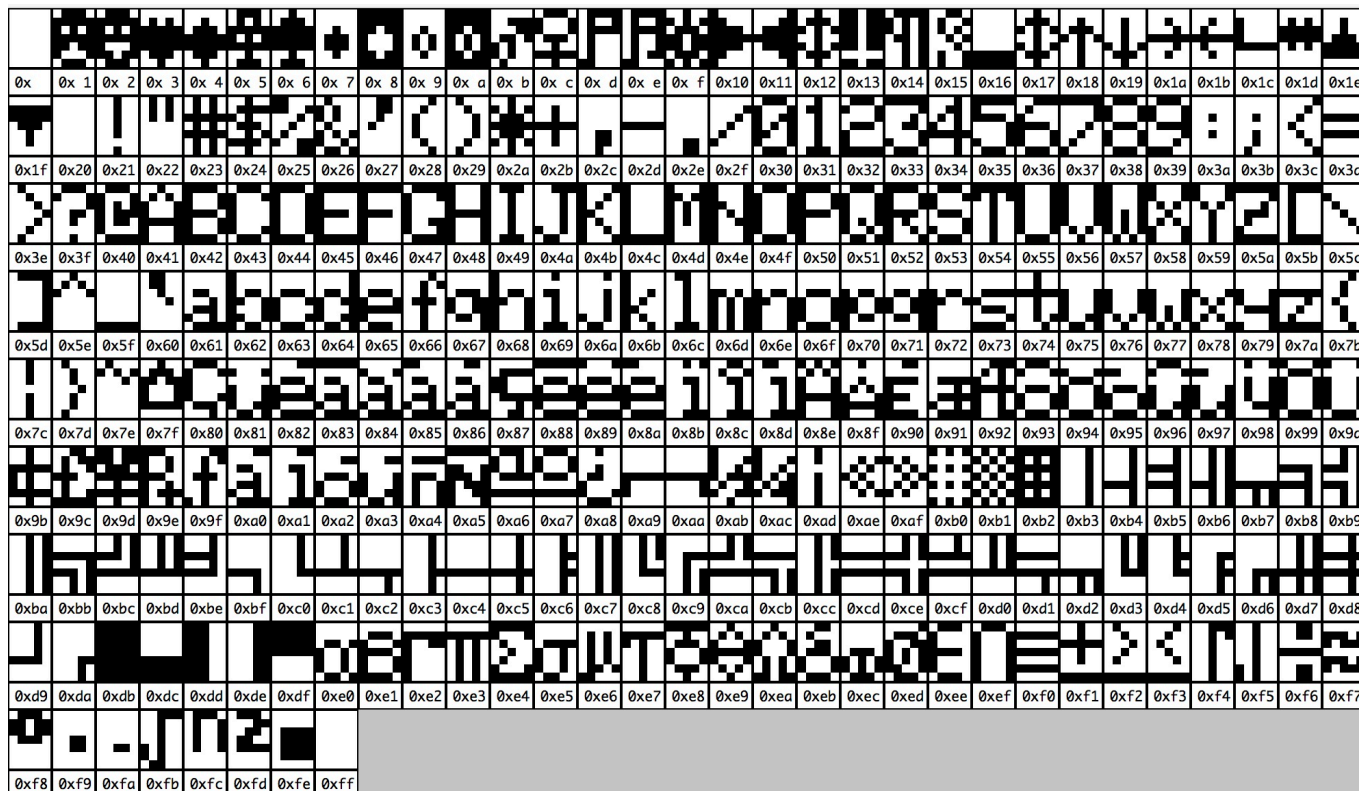 0x 0x 1 0x 2 0x 3 0x 4 0x 5 0x 6 0x 7 0x 8 0x 9 0x a 0x b 0x c 0x d 0x e 0x f 0x10 0x11 0x12 0x13 0x14 0x15 0x16 0x17 0x18 0x19 0x1a 0x1b 0x1c 0x1d 0x1e
! " # $ % & ' ( ) * + , - . / 0 1 2 3 4 5 6 7 8 9 : ; < =
0x1f 0x20 0x21 0x22 0x23 0x24 0x25 0x26 0x27 0x28 0x29 0x2a 0x2b 0x2c 0x2d 0x2e 0x2f 0x30 0x31 0x32 0x33 0x34 0x35 0x36 0x37 0x38 0x39 0x3a 0x3b 0x3c 0x3d
> ? @ A B C D E F G H I J K L M N O P Q R S T U V W X Y Z [ \
0x3e 0x3f 0x40 0x41 0x42 0x43 0x44 0x45 0x46 0x47 0x48 0x49 0x4a 0x4b 0x4c 0x4d 0x4e 0x4f 0x50 0x51 0x52 0x53 0x54 0x55 0x56 0x57 0x58 0x59 0x5a 0x5b 0x5c
] ^ _ ` a b c d e f g h i j k l m n o p q r s t u v w x y z {
0x5d 0x5e 0x5f 0x60 0x61 0x62 0x63 0x64 0x65 0x66 0x67 0x68 0x69 0x6a 0x6b 0x6c 0x6d 0x6e 0x6f 0x70 0x71 0x72 0x73 0x74 0x75 0x76 0x77 0x78 0x79 0x7a 0x7b
0x7c 0x7d 0x7e 0x7f 0x80 0x81 0x82 0x83 0x84 0x85 0x86 0x87 0x88 0x89 0x8a 0x8b 0x8c 0x8d 0x8e 0x8f 0x90 0x91 0x92 0x93 0x94 0x95 0x96 0x97 0x98 0x99 0x9a
0x9b 0x9c 0x9d 0x9e 0x9f 0xa0 0xa1 0xa2 0xa3 0xa4 0xa5 0xa6 0xa7 0xa8 0xa9 0xaa 0xab 0xac 0xad 0xae 0xaf 0xb0 0xb1 0xb2 0xb3 0xb4 0xb5 0xb6 0xb7 0xb8 0xb9
0xba 0xbb 0xbc 0xbd 0xbe 0xbf 0xc0 0xc1 0xc2 0xc3 0xc4 0xc5 0xc6 0xc7 0xc8 0xc9 0xca 0xcb 0xcc 0xcd 0xce 0xcf 0xd0 0xd1 0xd2 0xd3 0xd4 0xd5 0xd6 0xd7 0xd8
0xd9 0xda 0xdb 0xdc 0xdd 0xde 0xdf 0xe0 0xe1 0xe2 0xe3 0xe4 0xe5 0xe6 0xe7 0xe8 0xe9 0xea 0xeb 0xec 0xed 0xee 0xef 0xf0 0xf1 0xf2 0xf3 0xf4 0xf5 0xf6 0xf7
0xf8 0xf9 0xfa 0xfb 0xfc 0xfd 0xfe 0xff